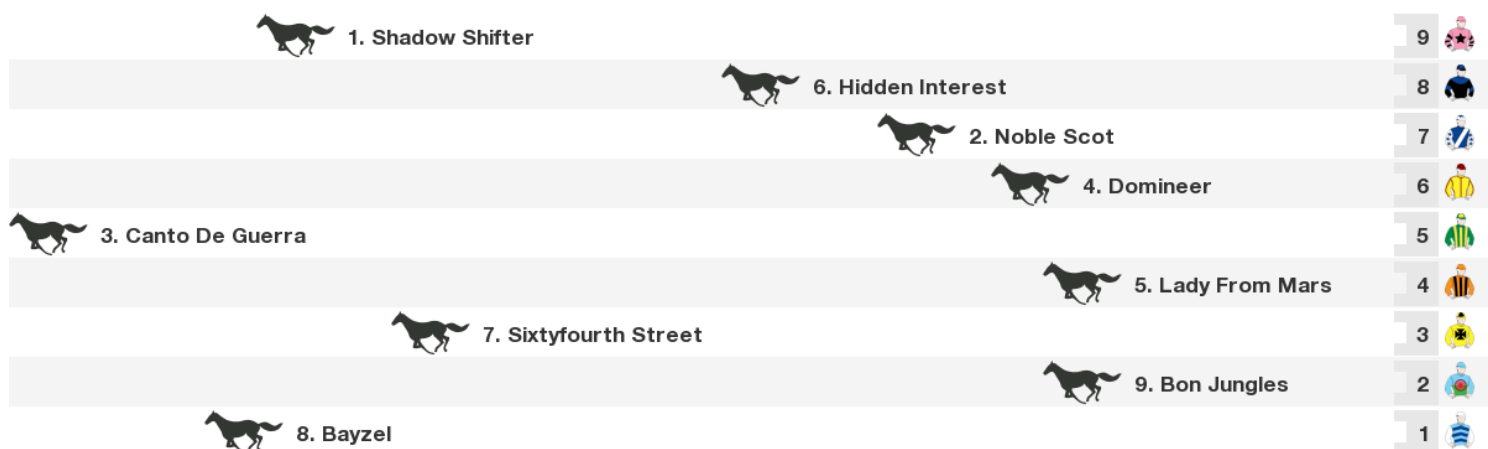 1. Shadow Shifter 9
6. Hidden Interest 8
2. Noble Scot 7
4. Domineer 6
3. Canto De Guerra 5
5. Lady From Mars 4
7. Sixtyfourth Street 3
9. Bon Jungles 2
8. Bayzel 1